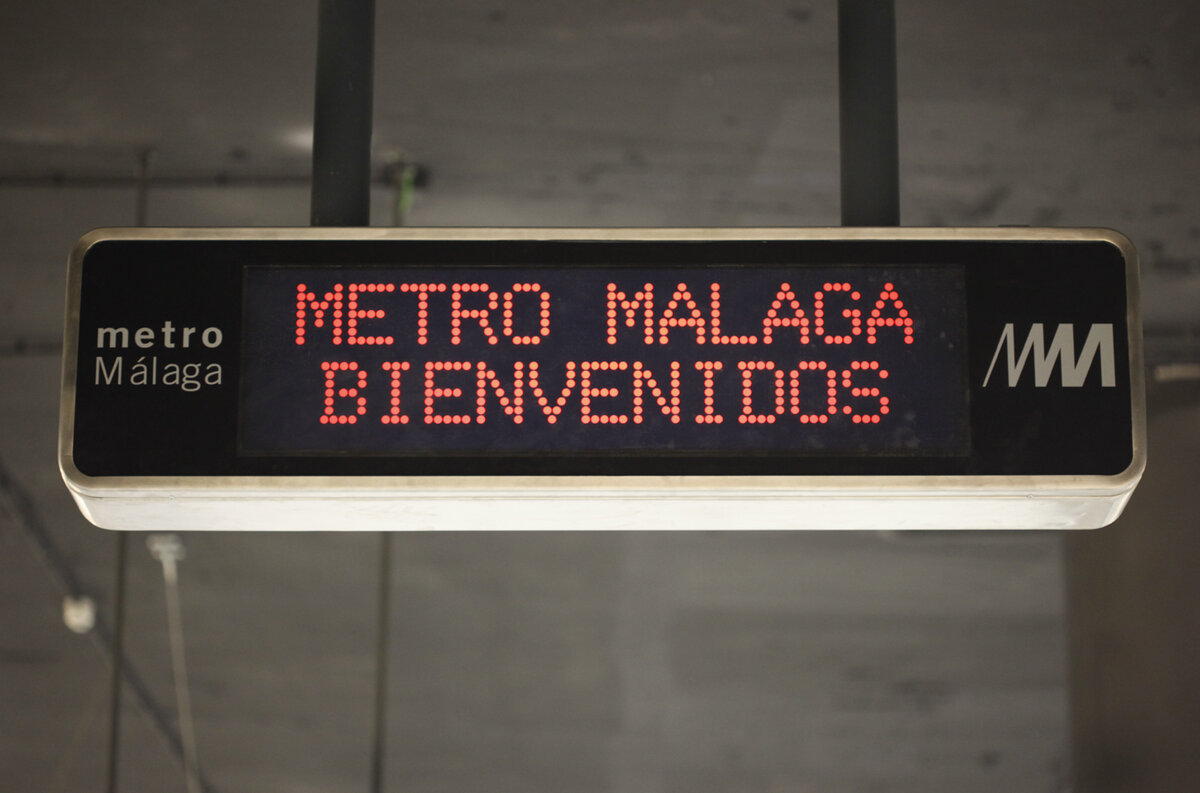 metro
Málaga
METRO MALAGA
BIENVENIDOS